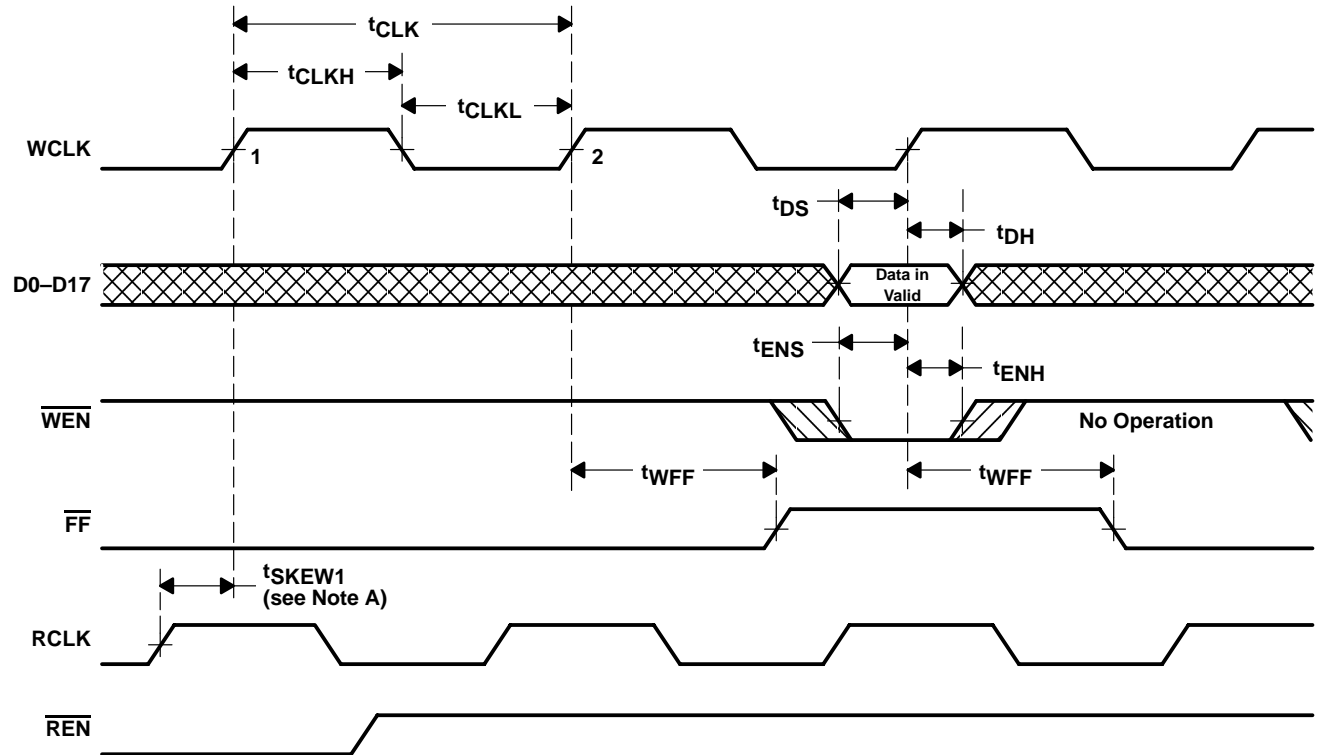 tCLK
tCLKH
tCLKL
WCLK
1
2
tDS
tDH
D0–D17
Data in
Valid
tENS
tENH
WEN
No Operation
tWFF
tWFF
FF
tSKEW1
(see Note A)
RCLK
REN